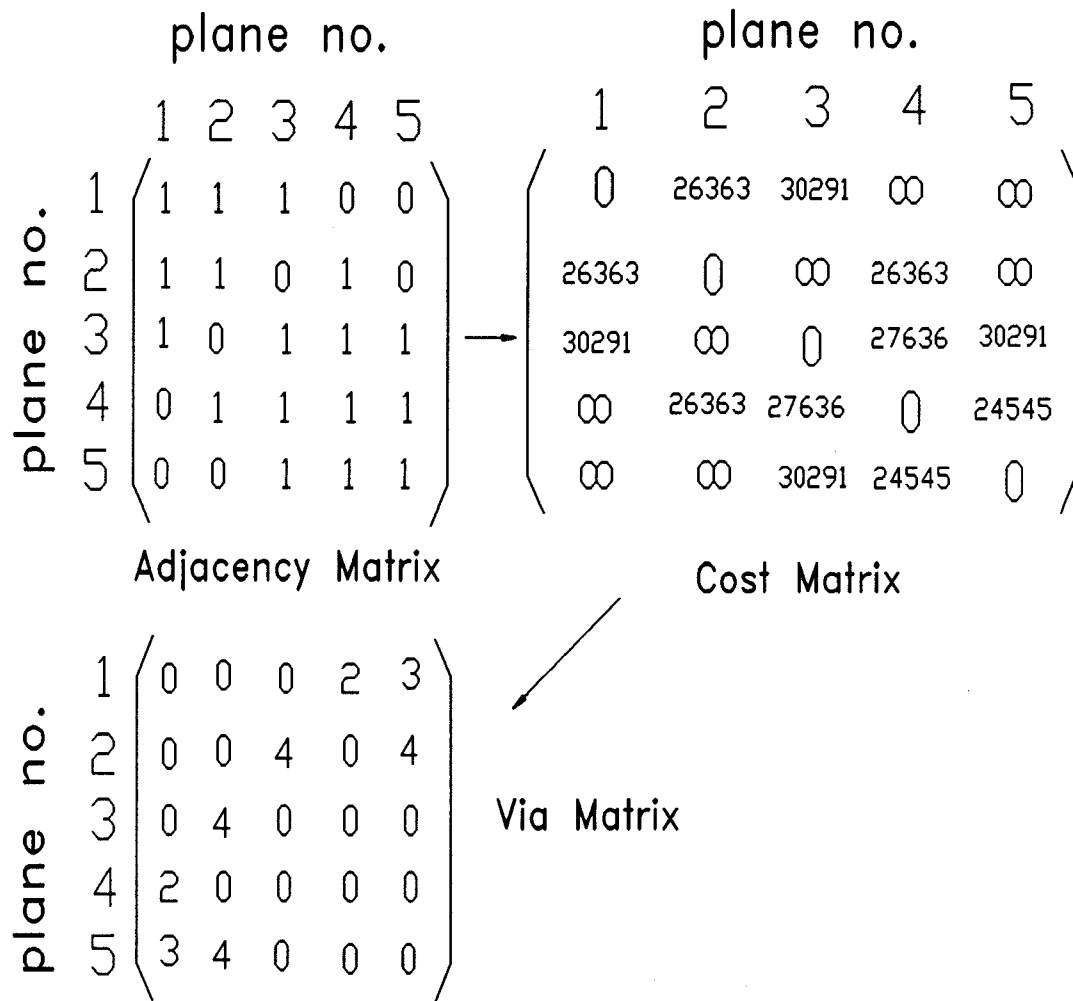 plane no.
1 2 3 4 5
plane no.
1 1 1 1 0 0
2 1 1 0 1 0
3 1 0 1 1 1
4 0 1 1 1 1
5 0 0 1 1 1
Adjacency Matrix
plane no.
1 2 3 4 5
0 26363 30291 ∞ ∞
26363 0 ∞ 26363 ∞
30291 ∞ 0 27636 30291
∞ 26363 27636 0 24545
∞ ∞ 30291 24545 0
Cost Matrix
plane no.
1 0 0 0 2 3
2 0 0 4 0 4
3 0 4 0 0 0
4 2 0 0 0 0
5 3 4 0 0 0
Via Matrix